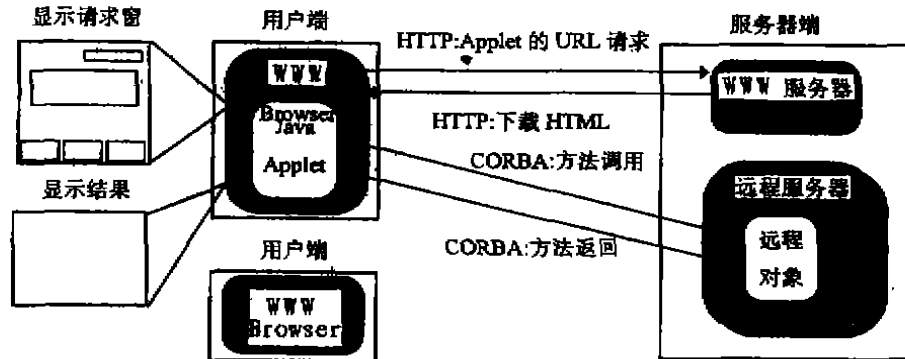 显示请求窗
用户端
服务器端
HTTP:Applet 的 URL 请求
WWW
Browser
Java
Applet
WWW 服务器
HTTP:下载 HTML
CORBA:方法调用
显示结果
远程服务器
远程
对象
CORBA:方法返回
用户端
WWW
Browser